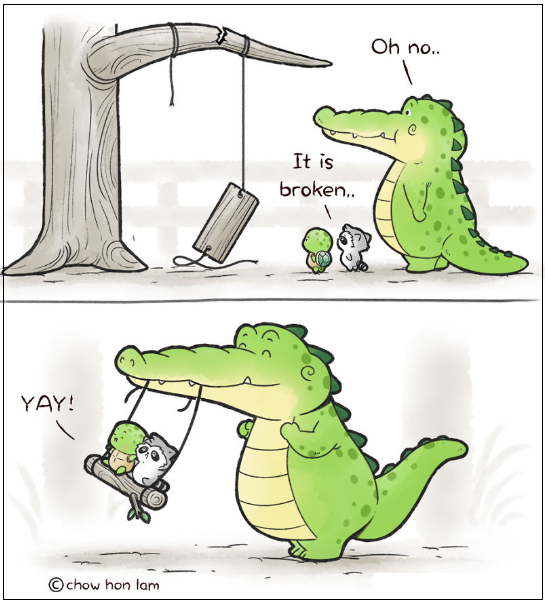 Oh no..
It is
broken..
YAY!
©chow hon lam